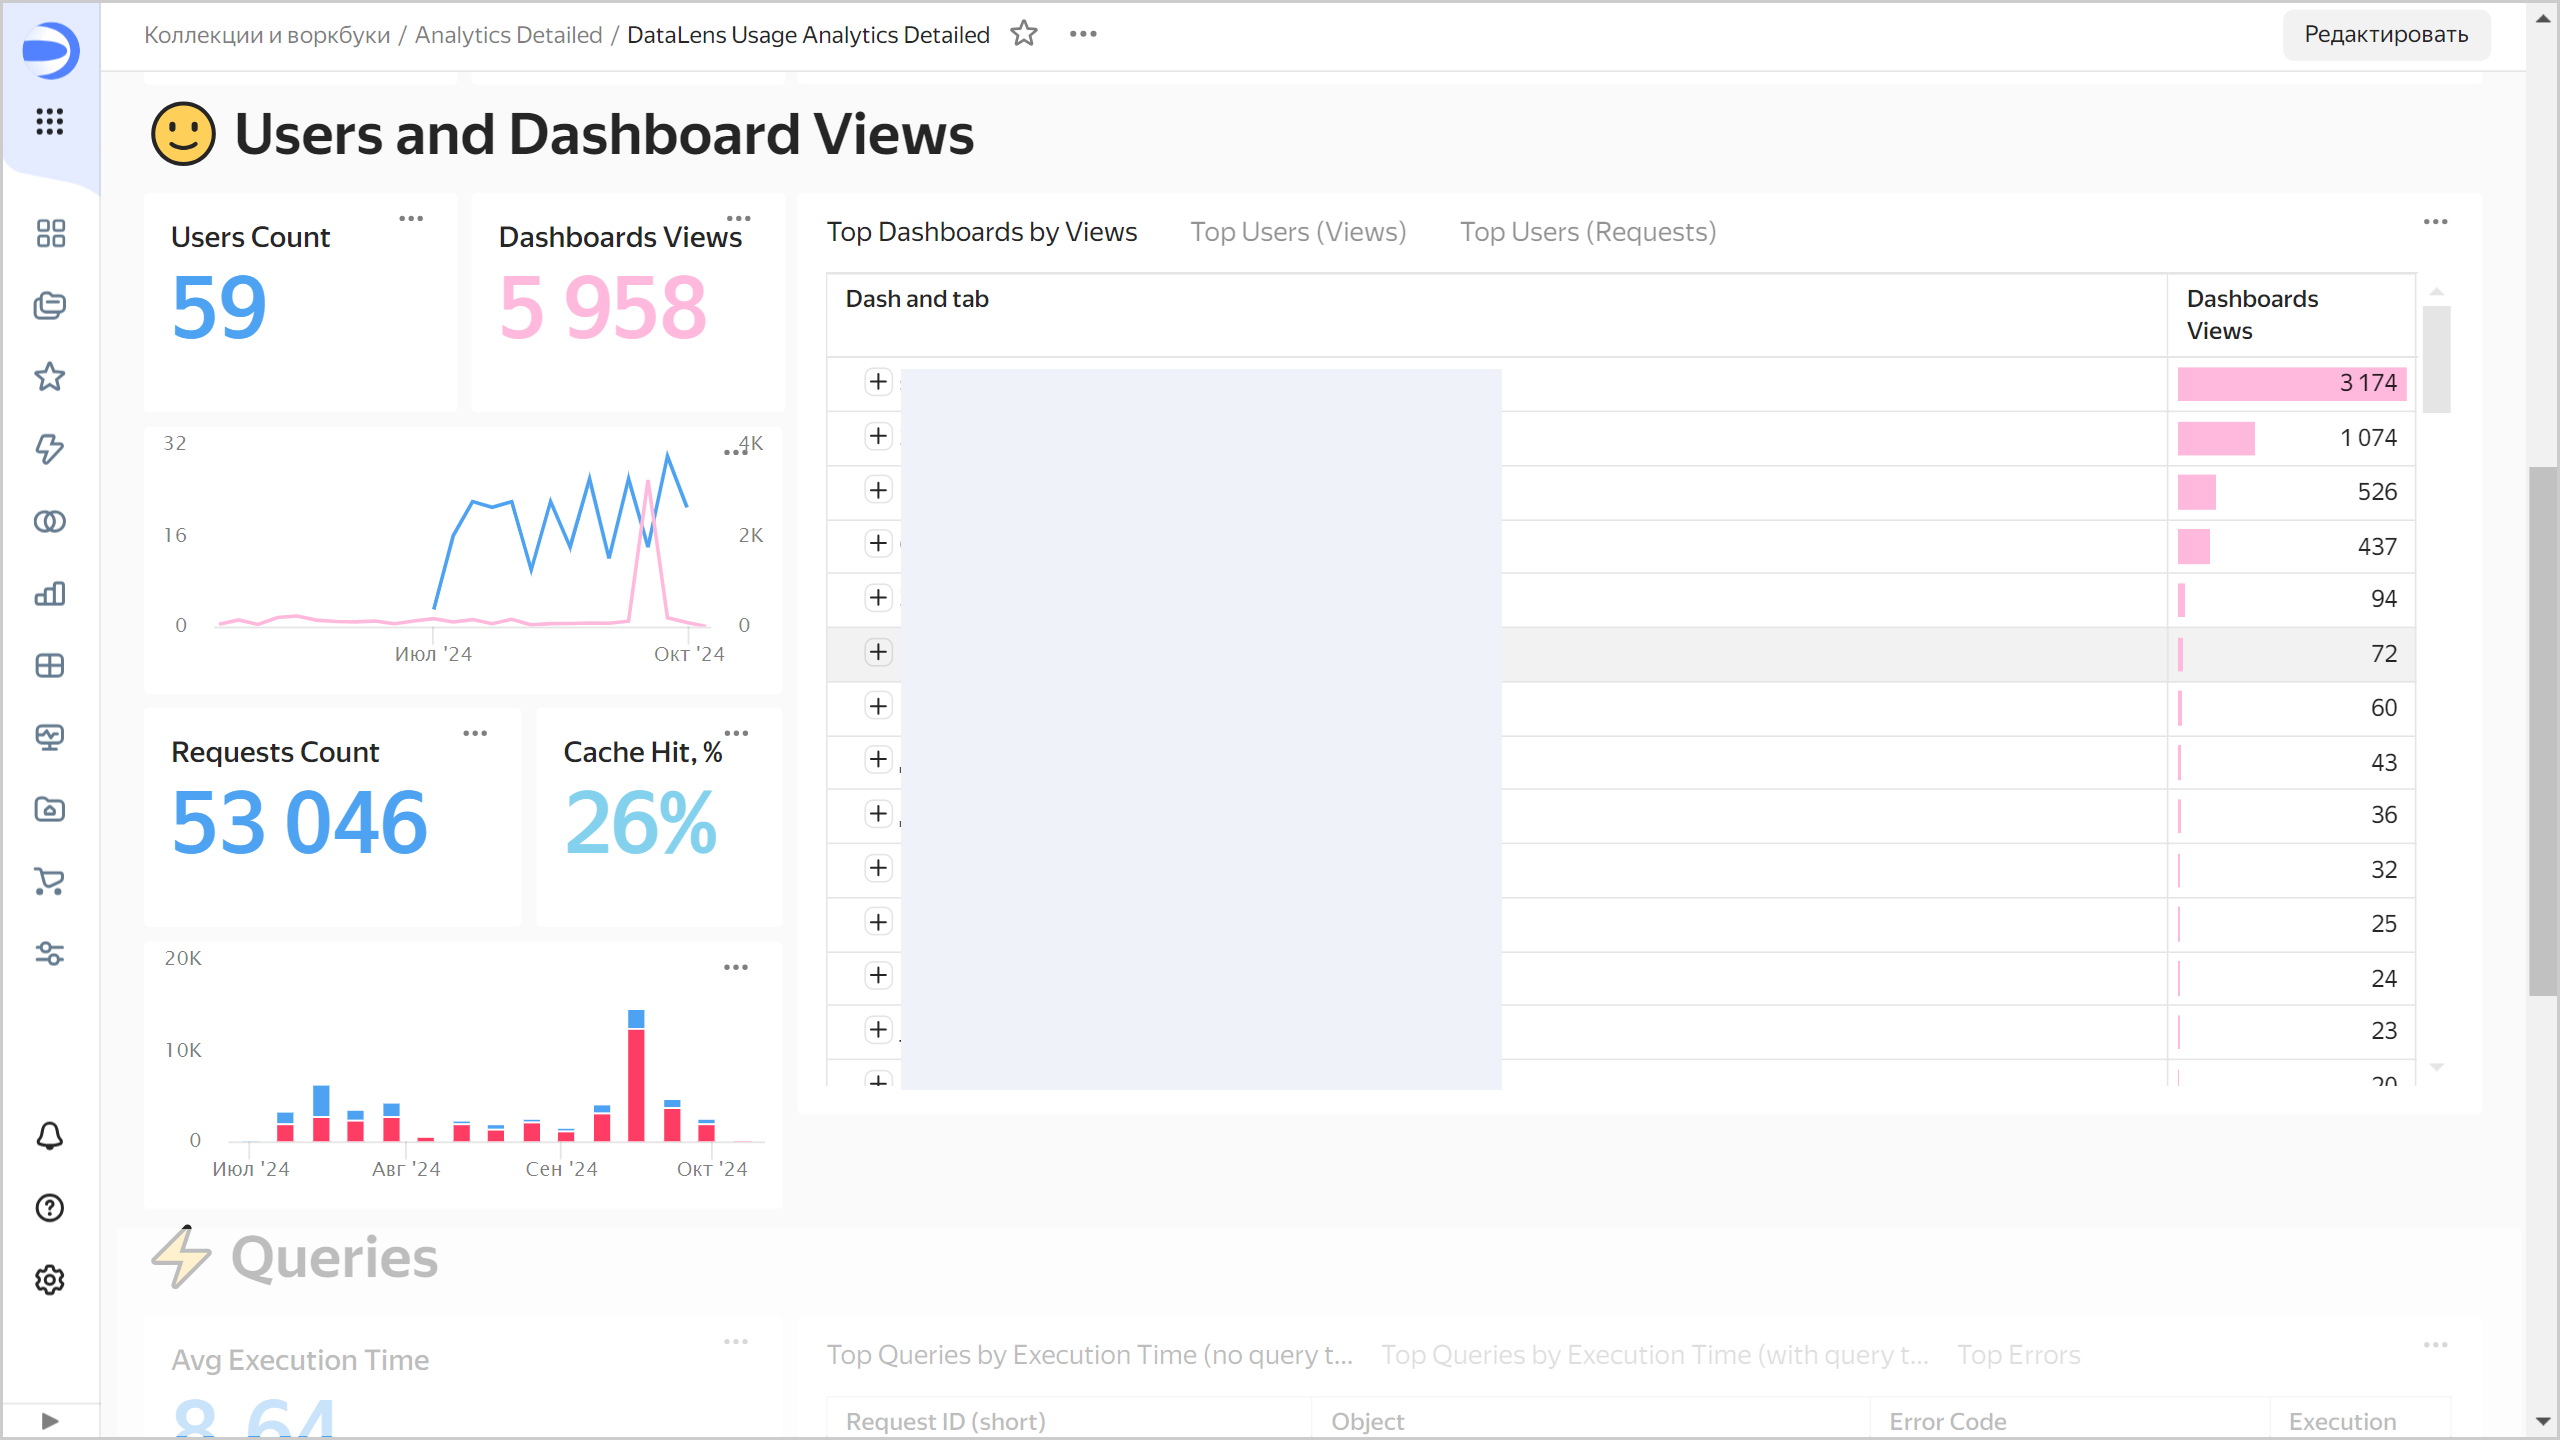 Коллекции и воркбуки / Analytics Detailed / DataLens Usage Analytics Detailed
Редактировать
Users and Dashboard Views
Users Count
59
Dashboards Views
5 958
32
16
0
4K
2K
0
Июл '24
Окт '24
Requests Count
53 046
Cache Hit, %
26%
20K
10K
0
Июл '24
Авг '24
Сен '24
Окт '24
Top Dashboards by Views
Top Users (Views)
Top Users (Requests)
Dash and tab
Dashboards
Views
3 174
1 074
526
437
94
72
60
43
36
32
25
24
23
20
Queries
Avg Execution Time
8,64
Top Queries by Execution Time (no query t...
Top Queries by Execution Time (with query t...
Top Errors
Request ID (short)
Object
Error Code
Execution